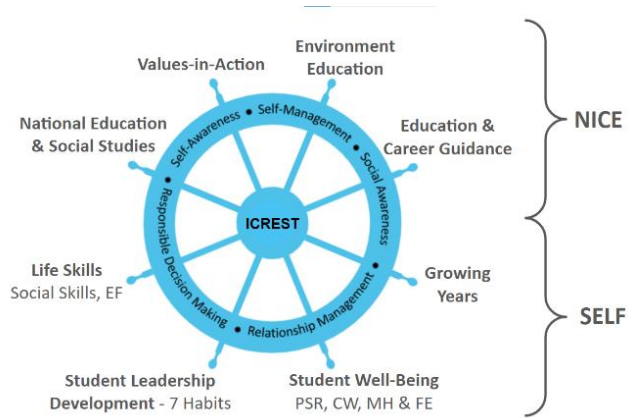 Environment
Education
Values-in-Action
NICE
National Education
& Social Studies
Education &
Career Guidance
Self-Awareness • Self-Management • Social Awareness •
Relationship Management • Responsible Decision Making •
ICREST
Life Skills
Social Skills, EF
Growing
Years
SELF
Student Leadership
Development - 7 Habits
Student Well-Being
PSR, CW, MH & FE